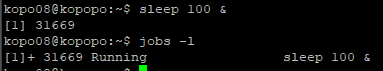 kopo08@kopopo:~$ sleep 100 &
[1] 31669
kopo08@kopopo:~$ jobs -l
[1]+ 31669 Running                 sleep 100 &